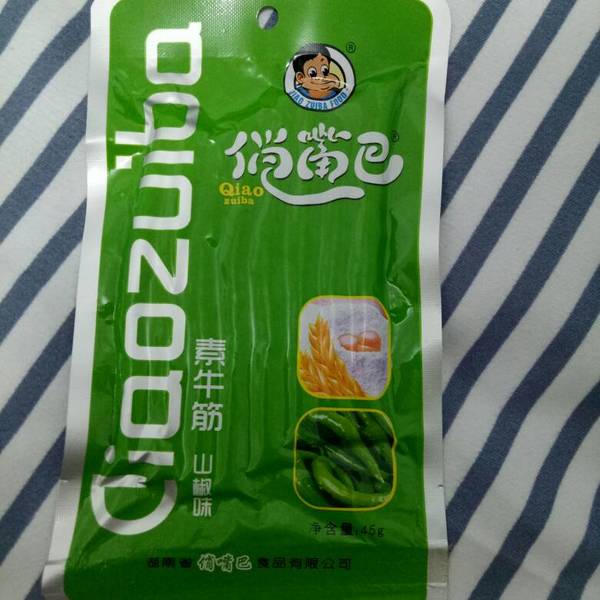 Qiaozuiba
®
QIAO ZUIBA FOOD
俏嘴巴®
Qiao
zuiba
素牛筋
山椒味
净含量:45g
湖南省俏嘴巴食品有限公司